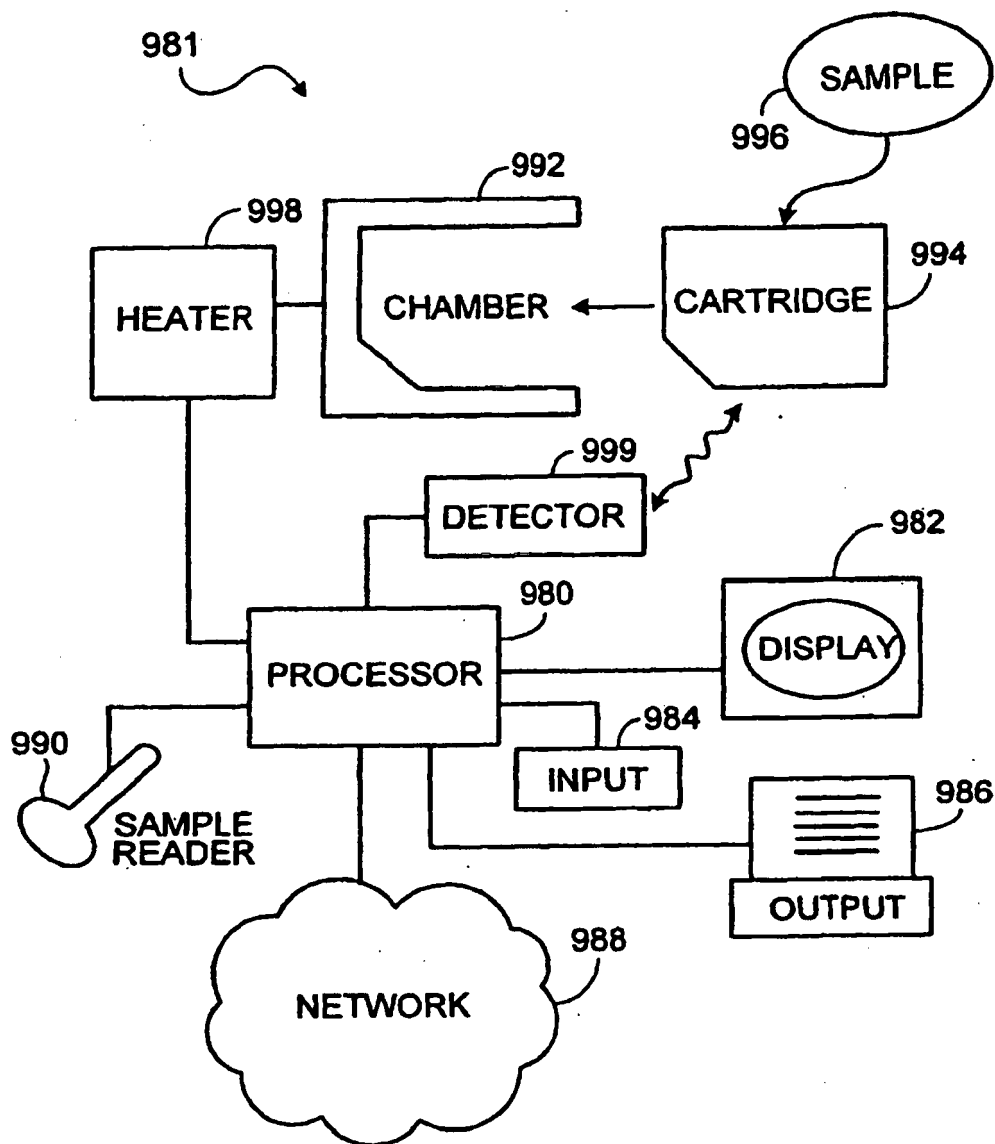 981
SAMPLE
996
992
998
994
HEATER
CHAMBER
CARTRIDGE
999
DETECTOR
982
980
DISPLAY
PROCESSOR
984
990
INPUT
986
SAMPLE
READER
OUTPUT
988
NETWORK